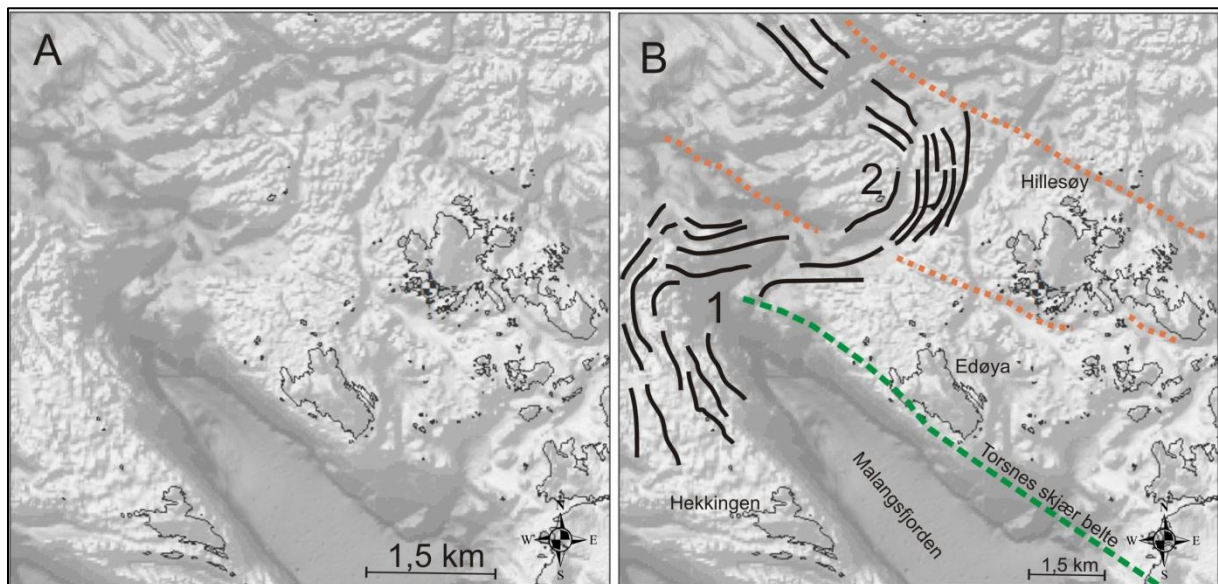 A
N
W
E
S
1,5 km
B
2
Hillesøy
1
Edøya
Torsnes skjær belte
Malangsfjorden
Hekkingen
N
W
E
S
1,5 km